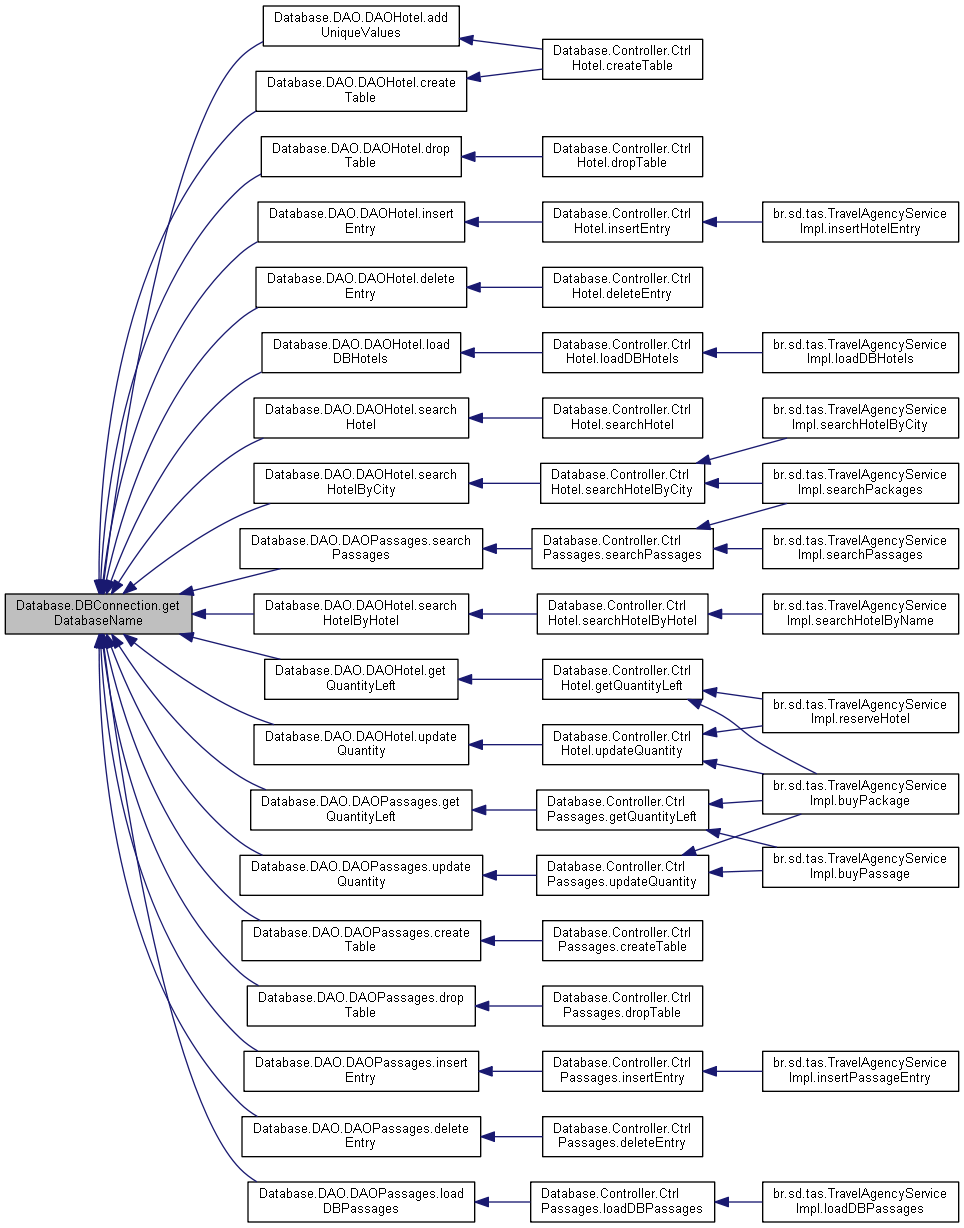 Database.DAO.DAOHotel.add
UniqueValues
Database.Controller.Ctrl
Hotel.createTable
Database.DAO.DAOHotel.create
Table
Database.DAO.DAOHotel.drop
Table
Database.Controller.Ctrl
Hotel.dropTable
Database.DAO.DAOHotel.insert
Entry
Database.Controller.Ctrl
Hotel.insertEntry
br.sd.tas.TravelAgencyService
Impl.insertHotelEntry
Database.DAO.DAOHotel.delete
Entry
Database.Controller.Ctrl
Hotel.deleteEntry
Database.DAO.DAOHotel.load
DBHotels
Database.Controller.Ctrl
Hotel.loadDBHotels
br.sd.tas.TravelAgencyService
Impl.loadDBHotels
Database.DAO.DAOHotel.search
Hotel
Database.Controller.Ctrl
Hotel.searchHotel
br.sd.tas.TravelAgencyService
Impl.searchHotelByCity
Database.DAO.DAOHotel.search
HotelByCity
Database.Controller.Ctrl
Hotel.searchHotelByCity
br.sd.tas.TravelAgencyService
Impl.searchPackages
Database.DAO.DAOPassages.search
Passages
Database.Controller.Ctrl
Passages.searchPassages
br.sd.tas.TravelAgencyService
Impl.searchPassages
Database.DBConnection.get
DatabaseName
Database.DAO.DAOHotel.search
HotelByHotel
Database.Controller.Ctrl
Hotel.searchHotelByHotel
br.sd.tas.TravelAgencyService
Impl.searchHotelByName
Database.DAO.DAOHotel.get
QuantityLeft
Database.Controller.Ctrl
Hotel.getQuantityLeft
br.sd.tas.TravelAgencyService
Impl.reserveHotel
Database.DAO.DAOHotel.update
Quantity
Database.Controller.Ctrl
Hotel.updateQuantity
br.sd.tas.TravelAgencyService
Impl.buyPackage
Database.DAO.DAOPassages.get
QuantityLeft
Database.Controller.Ctrl
Passages.getQuantityLeft
br.sd.tas.TravelAgencyService
Impl.buyPassage
Database.DAO.DAOPassages.update
Quantity
Database.Controller.Ctrl
Passages.updateQuantity
Database.DAO.DAOPassages.create
Table
Database.Controller.Ctrl
Passages.createTable
Database.DAO.DAOPassages.drop
Table
Database.Controller.Ctrl
Passages.dropTable
Database.DAO.DAOPassages.insert
Entry
Database.Controller.Ctrl
Passages.insertEntry
br.sd.tas.TravelAgencyService
Impl.insertPassageEntry
Database.DAO.DAOPassages.delete
Entry
Database.Controller.Ctrl
Passages.deleteEntry
Database.DAO.DAOPassages.load
DBPassages
Database.Controller.Ctrl
Passages.loadDBPassages
br.sd.tas.TravelAgencyService
Impl.loadDBPassages